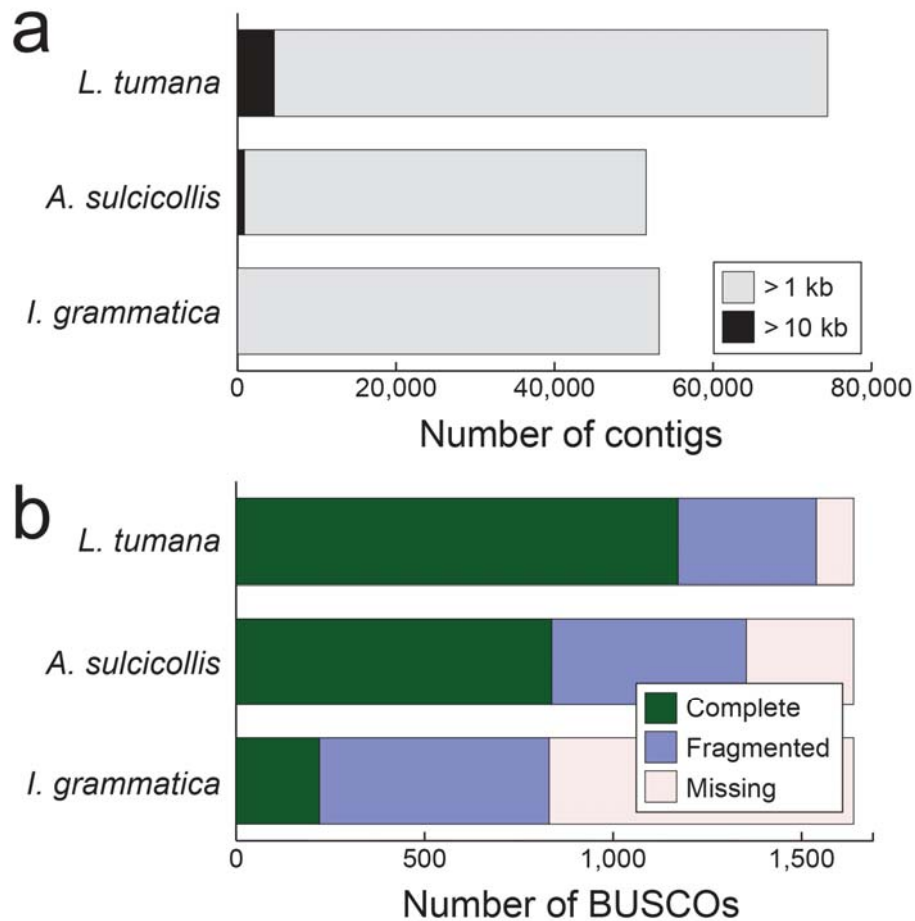 a
L. tumana
A. sulcicollis
I. grammatica
> 1 kb
> 10 kb
0 20,000 40,000 60,000 80,000
Number of contigs
b
L. tumana
A. sulcicollis
I. grammatica
Complete
Fragmented
Missing
0 500 1,000 1,500
Number of BUSCOs